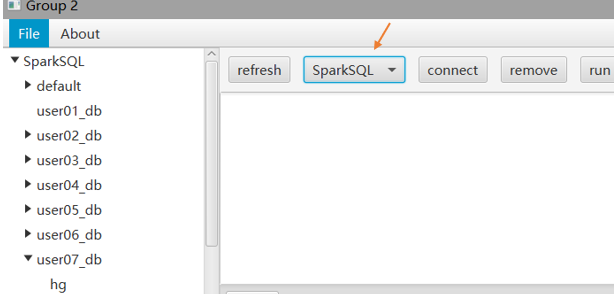 Group 2
File About
SparkSQL
default
user01_db
user02_db
user03_db
user04_db
user05_db
user06_db
user07_db
hg
refresh SparkSQL connect remove run